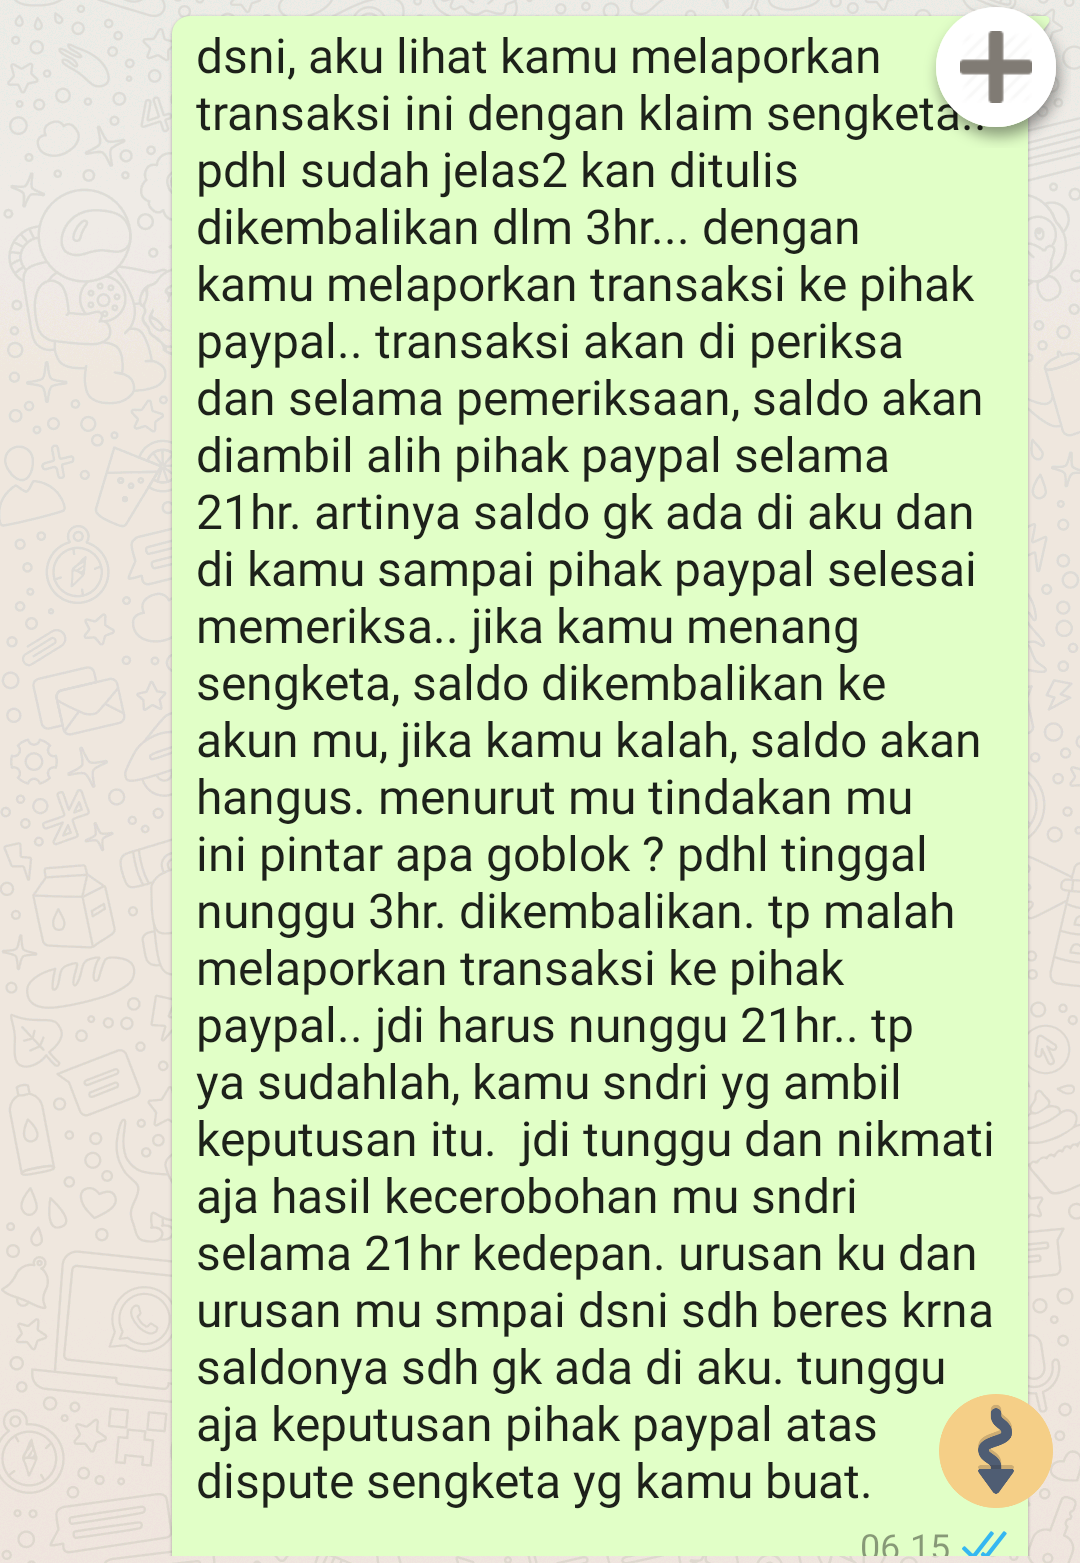 dsni, aku lihat kamu melaporkan
transaksi ini dengan klaim sengketa..
pdhl sudah jelas2 kan ditulis
dikembalikan dlm 3hr... dengan
kamu melaporkan transaksi ke pihak
paypal.. transaksi akan di periksa
dan selama pemeriksaan, saldo akan
diambil alih pihak paypal selama
21hr. artinya saldo gk ada di aku dan
di kamu sampai pihak paypal selesai
memeriksa.. jika kamu menang
sengketa, saldo dikembalikan ke
akun mu, jika kamu kalah, saldo akan
hangus. menurut mu tindakan mu
ini pintar apa goblok ? pdhl tinggal
nunggu 3hr. dikembalikan. tp malah
melaporkan transaksi ke pihak
paypal.. jdi harus nunggu 21hr.. tp
ya sudahlah, kamu sndri yg ambil
keputusan itu.  jdi tunggu dan nikmati
aja hasil kecerobohan mu sndri
selama 21hr kedepan. urusan ku dan
urusan mu smpai dsni sdh beres krna
saldonya sdh gk ada di aku. tunggu
aja keputusan pihak paypal atas
dispute sengketa yg kamu buat.
06.15